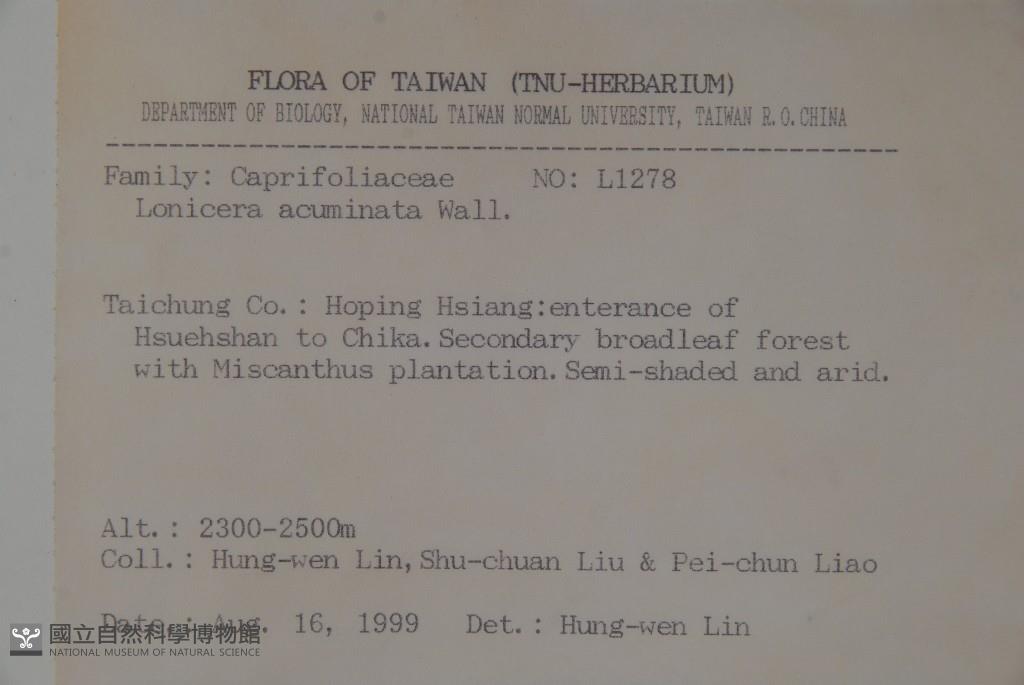 FLORA OF TAIWAN (TNU-HERBARIUM)
DEPARTMENT OF BIOLOGY, NATIONAL TAIWAN NORMAL UNIVERSITY, TAIWAN R.O.CHINA
Family: Caprifoliaceae NO: L1278
Lonicera acuminata Wall.
Taichung Co.: Hoping Hsiang:enterance of
Hsuehshan to Chika. Secondary broadleaf forest
with Miscanthus plantation. Semi-shaded and arid.
Alt.: 2300-2500m
Coll.: Hung-wen Lin, Shu-chuan Liu & Pei-chun Liao
Date.: Aug. 16, 1999 Det.: Hung-wen Lin
國立自然科學博物館
NATIONAL MUSEUM OF NATURAL SCIENCE